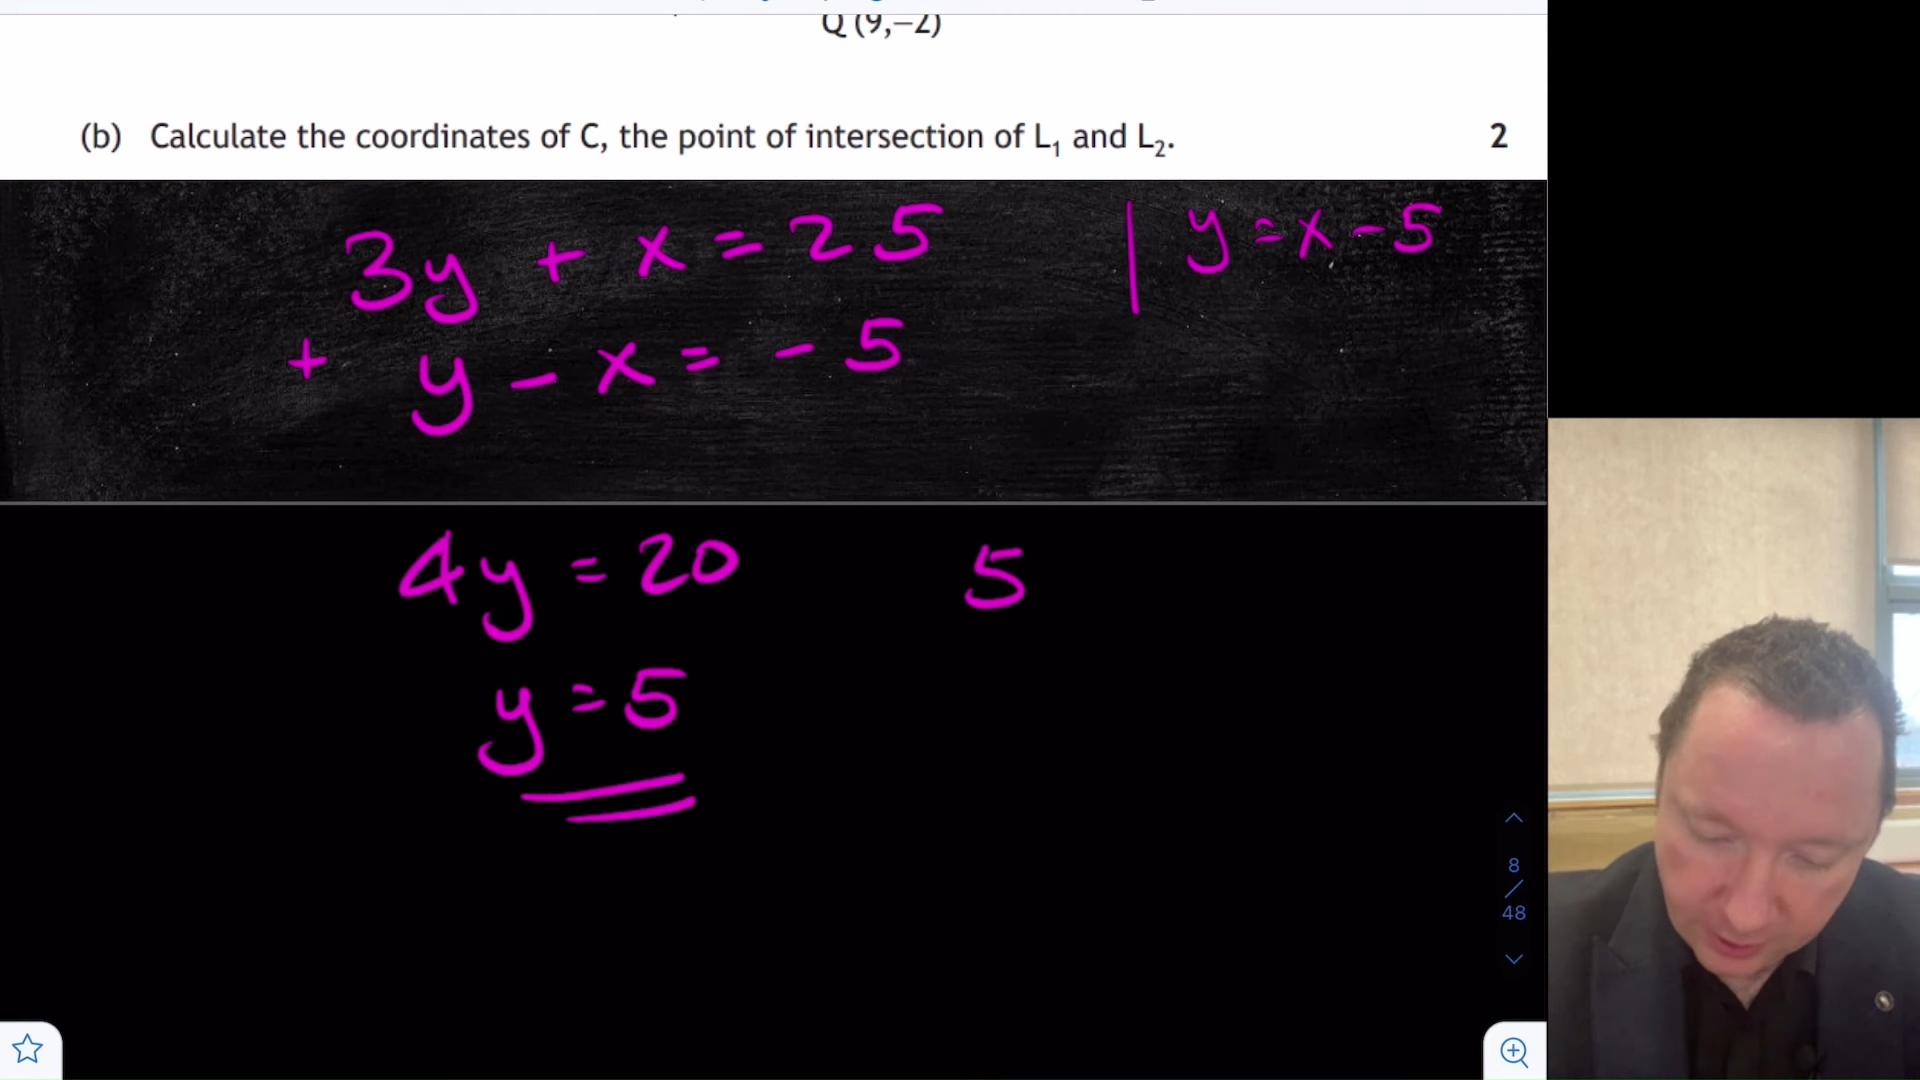 Q (9,−2)
(b) Calculate the coordinates of C, the point of intersection of L₁ and L₂. 2
3y + x = 25 | y = x - 5
+ y - x = - 5
4y = 20 5
y = 5
8
/
48